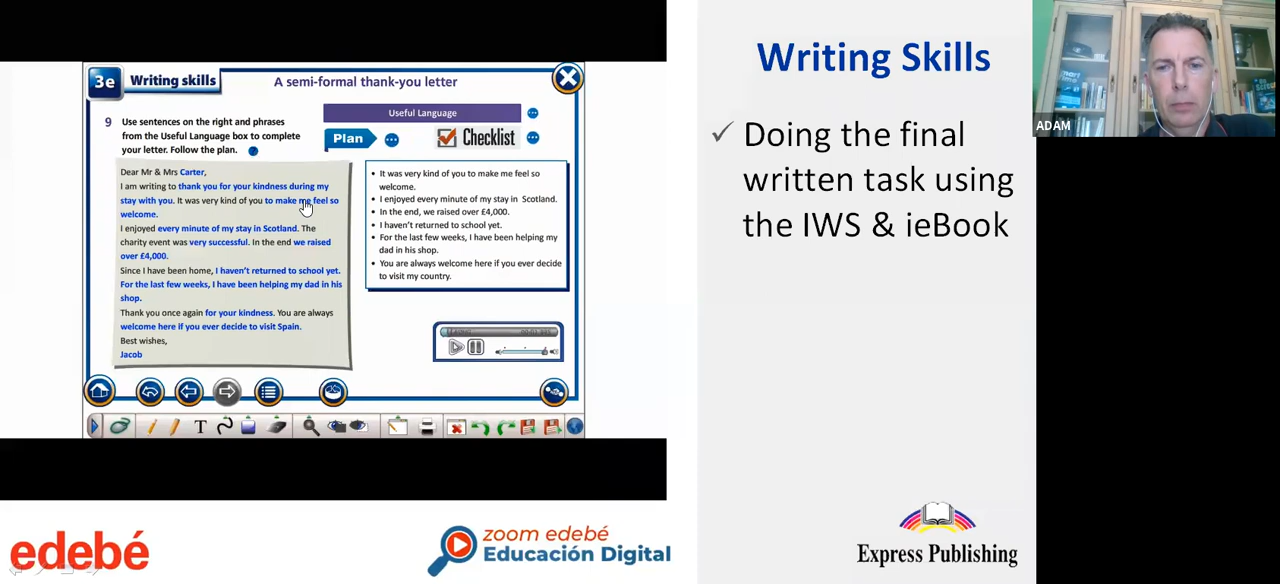 3e Writing skills
A semi-formal thank-you letter
9 Use sentences on the right and phrases
from the Useful Language box to complete
your letter. Follow the plan.
Useful Language
Plan
Checklist
Dear Mr & Mrs Carter,
I am writing to thank you for your kindness during my
stay with you. It was very kind of you to make me feel so
welcome.
I enjoyed every minute of my stay in Scotland. The
charity event was very successful. In the end we raised
over £4,000.
Since I have been home, I haven't returned to school yet.
For the last few weeks, I have been helping my dad in his
shop.
Thank you once again for your kindness. You are always
welcome here if you ever decide to visit Spain.
Best wishes,
Jacob
• It was very kind of you to make me feel so
welcome.
• I enjoyed every minute of my stay in Scotland.
• In the end, we raised over £4,000.
• I haven't returned to school yet.
• For the last few weeks, I have been helping my
dad in his shop.
• You are always welcome here if you ever decide
to visit my country.
T
Writing Skills
✓ Doing the final
written task using
the IWS & ieBook
ADAM
edebé
zoom edebé
Educación Digital
Express Publishing